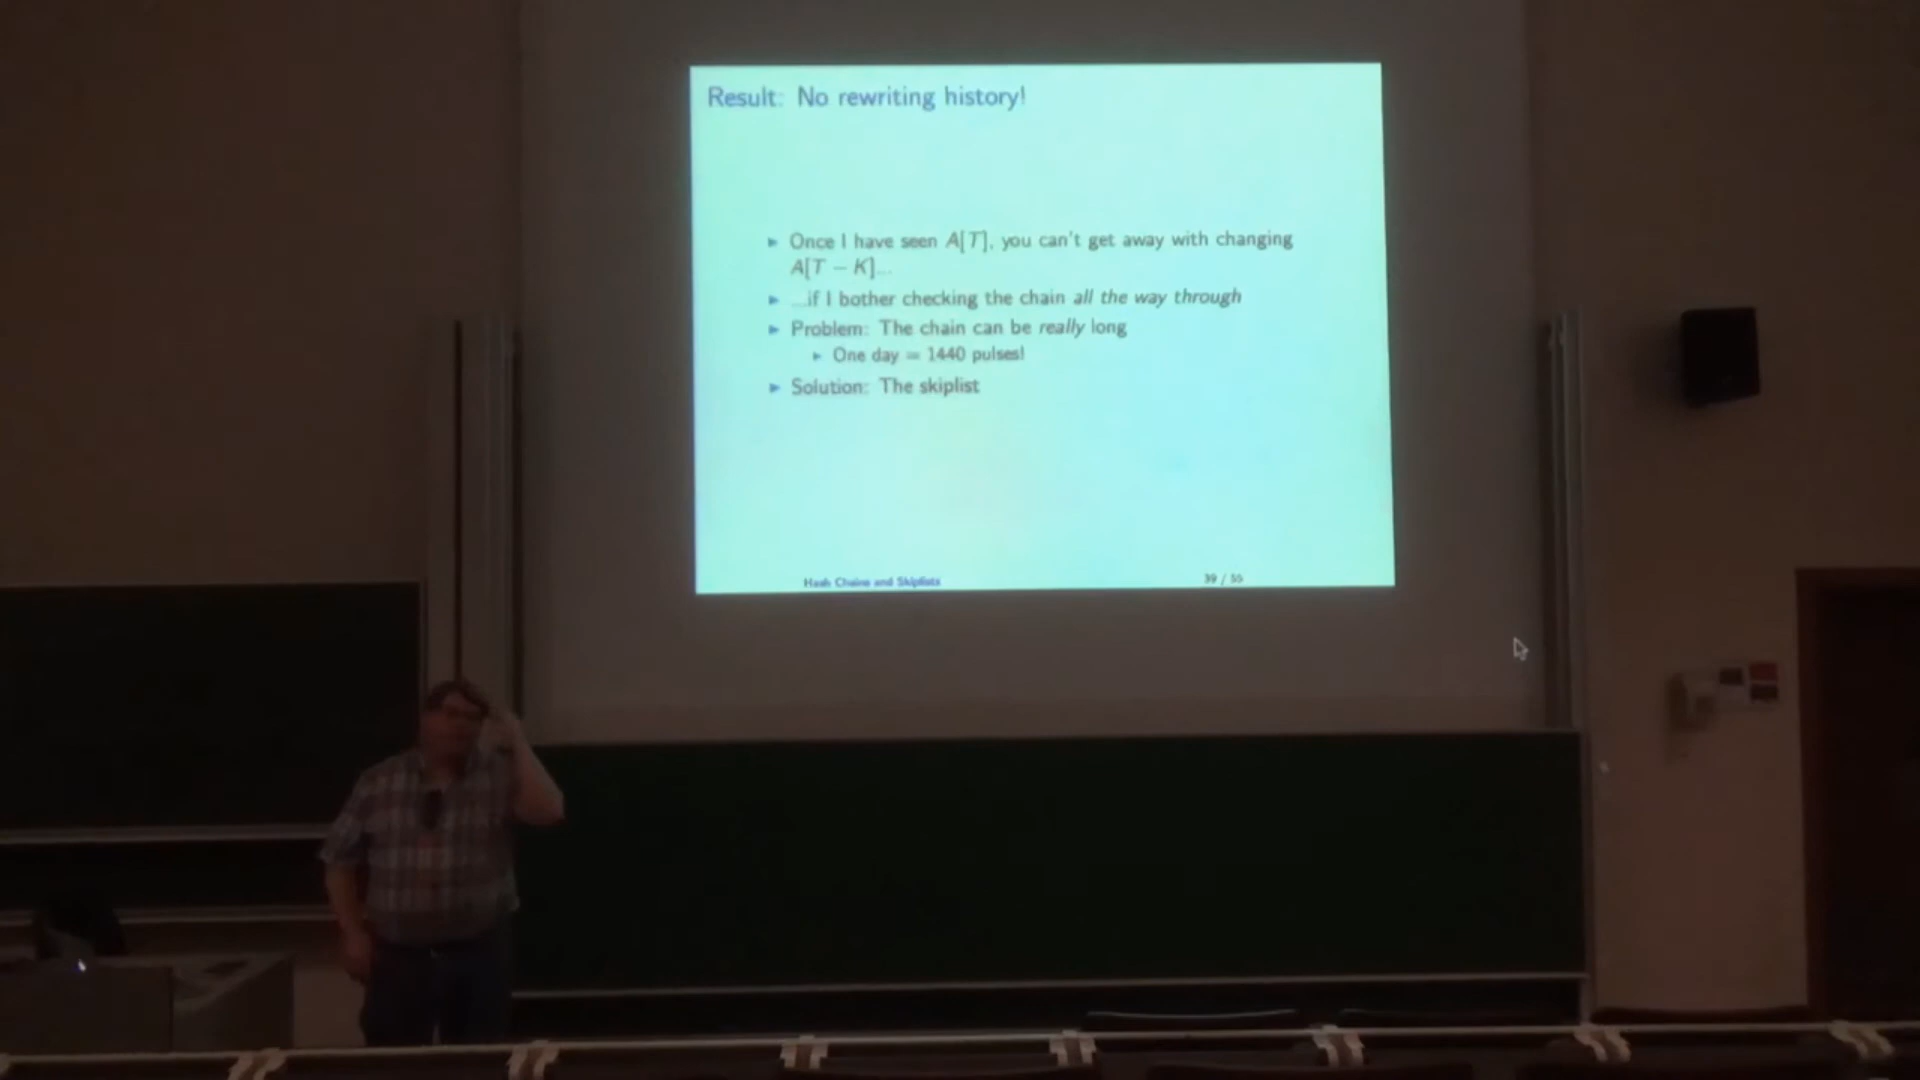 Result: No rewriting history!
▸ Once I have seen A[T], you can't get away with changing
A[T − K]...
▸ ...if I bother checking the chain all the way through
▸ Problem: The chain can be really long
▸ One day = 1440 pulses!
▸ Solution: The skiplist
Hash Chains and Skiplists
39 / 55